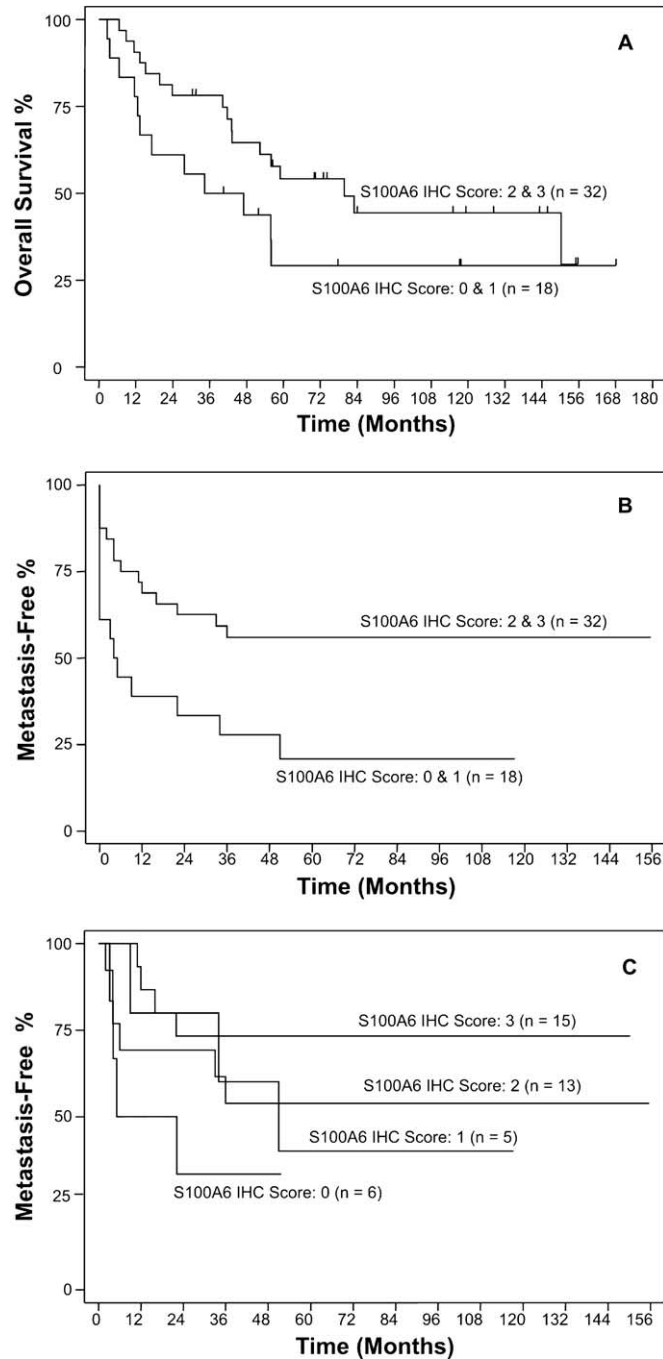 100
75
50
25
0
Overall Survival %
A
S100A6 IHC Score: 2 & 3 (n = 32)
S100A6 IHC Score: 0 & 1 (n = 18)
0 12 24 36 48 60 72 84 96 108 120 132 144 156 168 180
Time (Months)
100
75
50
25
0
Metastasis-Free %
B
S100A6 IHC Score: 2 & 3 (n = 32)
S100A6 IHC Score: 0 & 1 (n = 18)
0 12 24 36 48 60 72 84 96 108 120 132 144 156
Time (Months)
100
75
50
25
0
Metastasis-Free %
C
S100A6 IHC Score: 3 (n = 15)
S100A6 IHC Score: 2 (n = 13)
S100A6 IHC Score: 1 (n = 5)
S100A6 IHC Score: 0 (n = 6)
0 12 24 36 48 60 72 84 96 108 120 132 144 156
Time (Months)